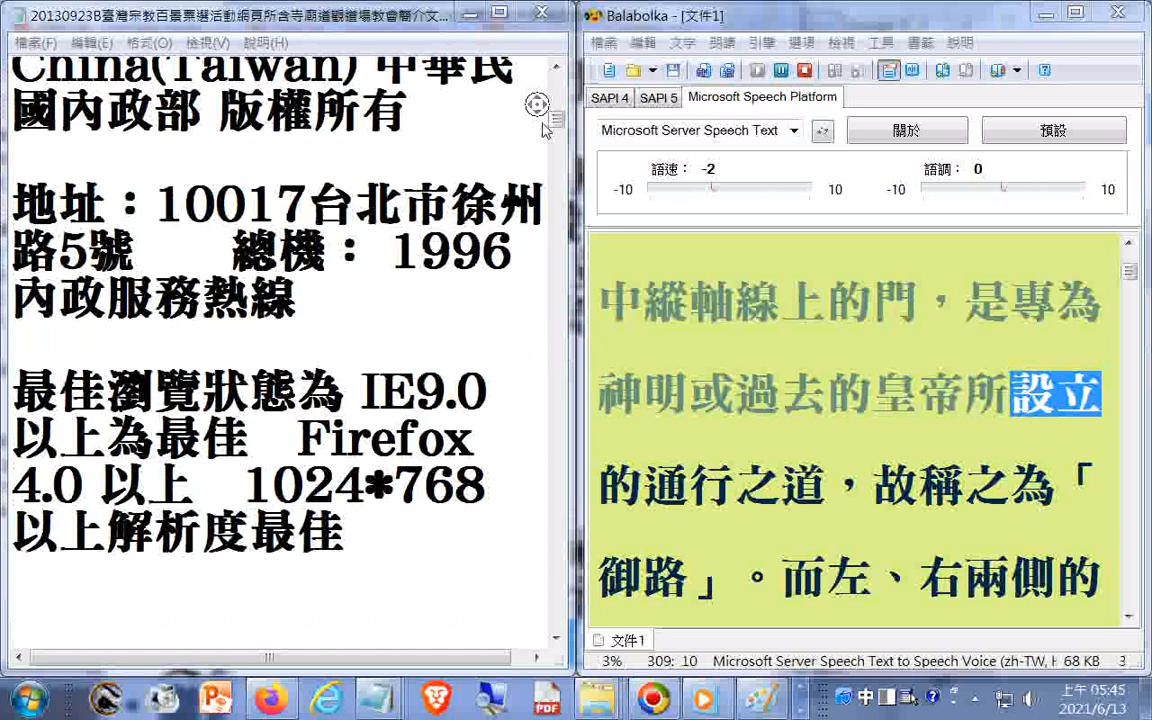 20130923B臺灣宗教百景票選活動網頁所含寺廟道觀道場教會簡介文...
檔案(F) 編輯(E) 格式(O) 檢視(V) 說明(H)
China(Taiwan) 中華民
國內政部 版權所有
地址：10017台北市徐州
路5號 總機： 1996
內政服務熱線
最佳瀏覽狀態為 IE9.0
以上為最佳 Firefox
4.0 以上 1024*768
以上解析度最佳
Balabolka - [文件1]
檔案 編輯 文字 朗讀 引擎 選項 檢視 工具 書籤 說明
SAPI 4 SAPI 5 Microsoft Speech Platform
Microsoft Server Speech Text 關於 預設
語速： -2 語調： 0
-10 10 -10 10
中縱軸線上的門，是專為
神明或過去的皇帝所設立
的通行之道，故稱之為「
御路」。而左、右兩側的
文件1
3% 309: 10 Microsoft Server Speech Text to Speech Voice (zh-TW, H 68 KB 3
中 上午 05:45
2021/6/13